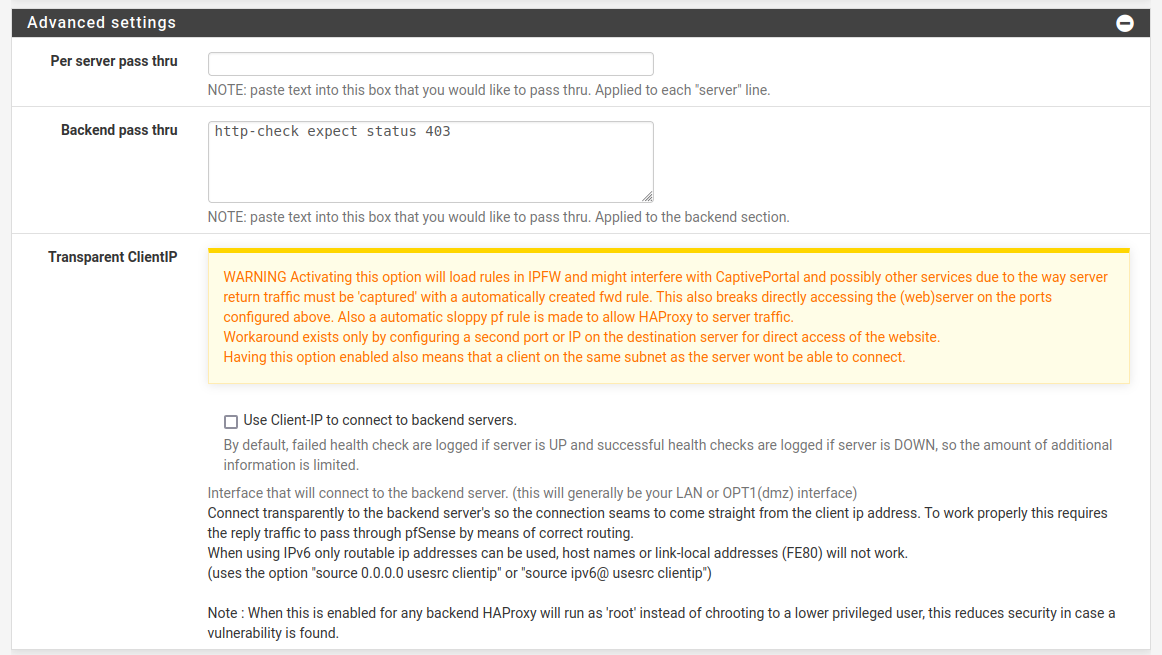 Advanced settings
Per server pass thru
NOTE: paste text into this box that you would like to pass thru. Applied to each "server" line.
Backend pass thru
http-check expect status 403
NOTE: paste text into this box that you would like to pass thru. Applied to the backend section.
Transparent ClientIP
WARNING Activating this option will load rules in IPFW and might interfere with CaptivePortal and possibly other services due to the way server
return traffic must be 'captured' with a automatically created fwd rule. This also breaks directly accessing the (web)server on the ports
configured above. Also a automatic sloppy pf rule is made to allow HAProxy to server traffic.
Workaround exists only by configuring a second port or IP on the destination server for direct access of the website.
Having this option enabled also means that a client on the same subnet as the server wont be able to connect.
Use Client-IP to connect to backend servers.
By default, failed health check are logged if server is UP and successful health checks are logged if server is DOWN, so the amount of additional
information is limited.
Interface that will connect to the backend server. (this will generally be your LAN or OPT1(dmz) interface)
Connect transparently to the backend server's so the connection seams to come straight from the client ip address. To work properly this requires
the reply traffic to pass through pfSense by means of correct routing.
When using IPv6 only routable ip addresses can be used, host names or link-local addresses (FE80) will not work.
(uses the option "source 0.0.0.0 usesrc clientip" or "source ipv6@ usesrc clientip")
Note : When this is enabled for any backend HAProxy will run as 'root' instead of chrooting to a lower privileged user, this reduces security in case a
vulnerability is found.